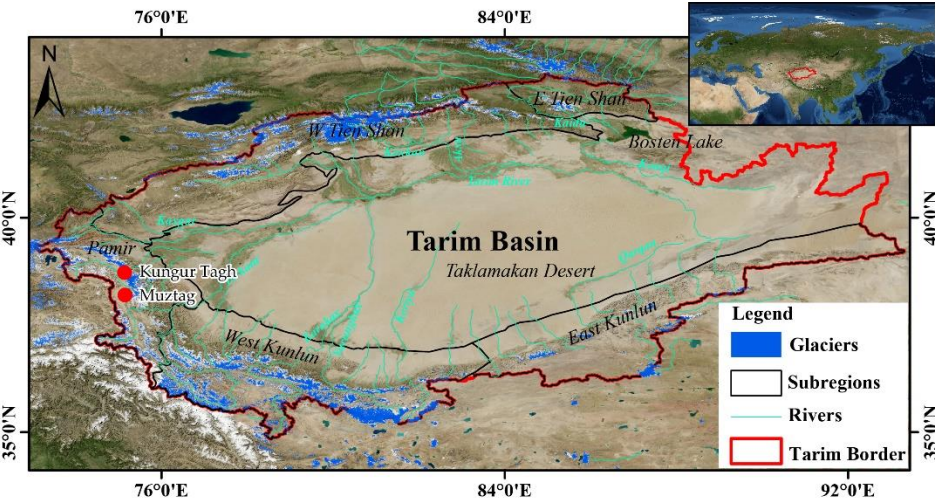 76°0'E
84°0'E
N
E Tien Shan
W Tien Shan
Kaidu
Bosten Lake
Tarim River
40°0'N
40°0'N
Pamir
Tarim Basin
Kungur Tagh
Taklamakan Desert
Muztag
West Kunlun
East Kunlun
Legend
Glaciers
Subregions
Rivers
Tarim Border
35°0'N
35°0'N
76°0'E
84°0'E
92°0'E